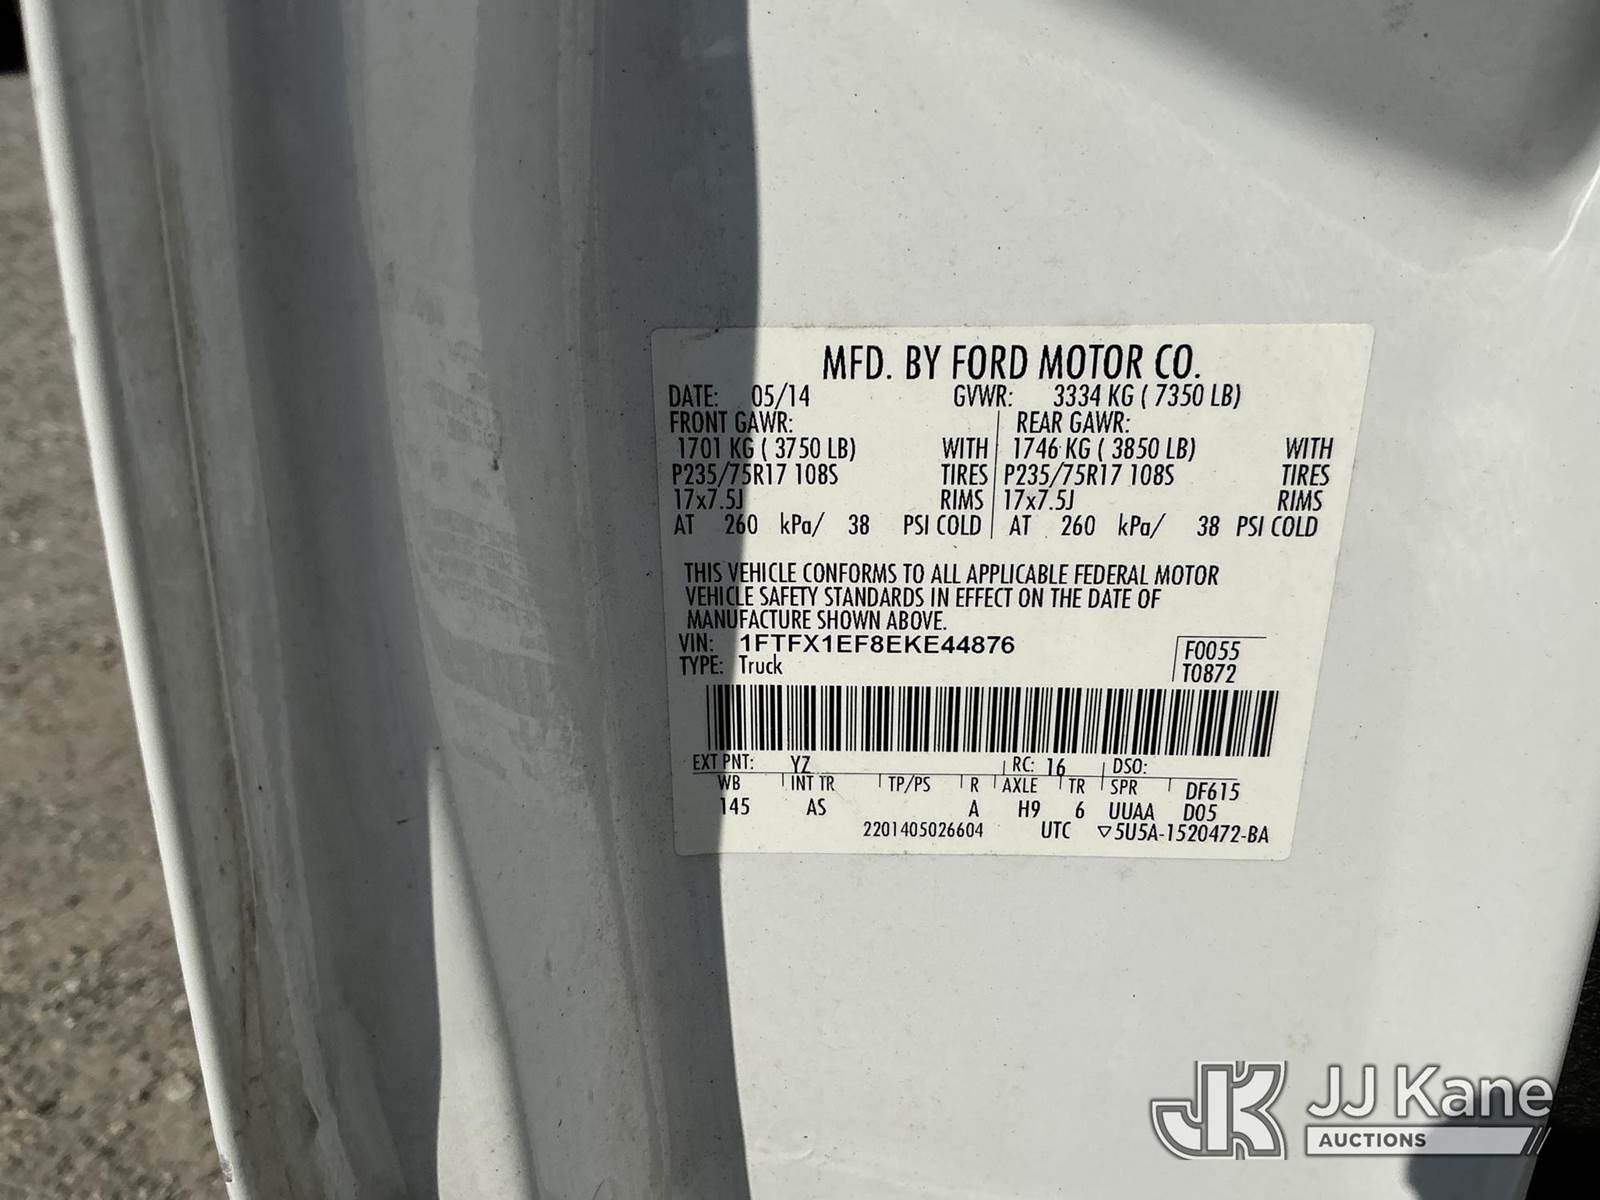 MFD. BY FORD MOTOR CO.
DATE: 05/14 GVWR: 3334 KG ( 7350 LB)
FRONT GAWR: REAR GAWR:
1701 KG ( 3750 LB) WITH 1746 KG ( 3850 LB) WITH
P235/75R17 108S TIRES P235/75R17 108S TIRES
17x7.5J RIMS 17x7.5J RIMS
AT 260 kPa/ 38 PSI COLD AT 260 kPa/ 38 PSI COLD
THIS VEHICLE CONFORMS TO ALL APPLICABLE FEDERAL MOTOR
VEHICLE SAFETY STANDARDS IN EFFECT ON THE DATE OF
MANUFACTURE SHOWN ABOVE.
VIN: 1FTFX1EF8EKE44876 F0055
TYPE: Truck T0872
EXT PNT: YZ RC: 16 DSO:
WB INT TR TP/PS R AXLE TR SPR DF615
145 AS A H9 6 UUAA D05
2201405026604 UTC ▽5U5A-1520472-BA
JK JJ Kane
AUCTIONS